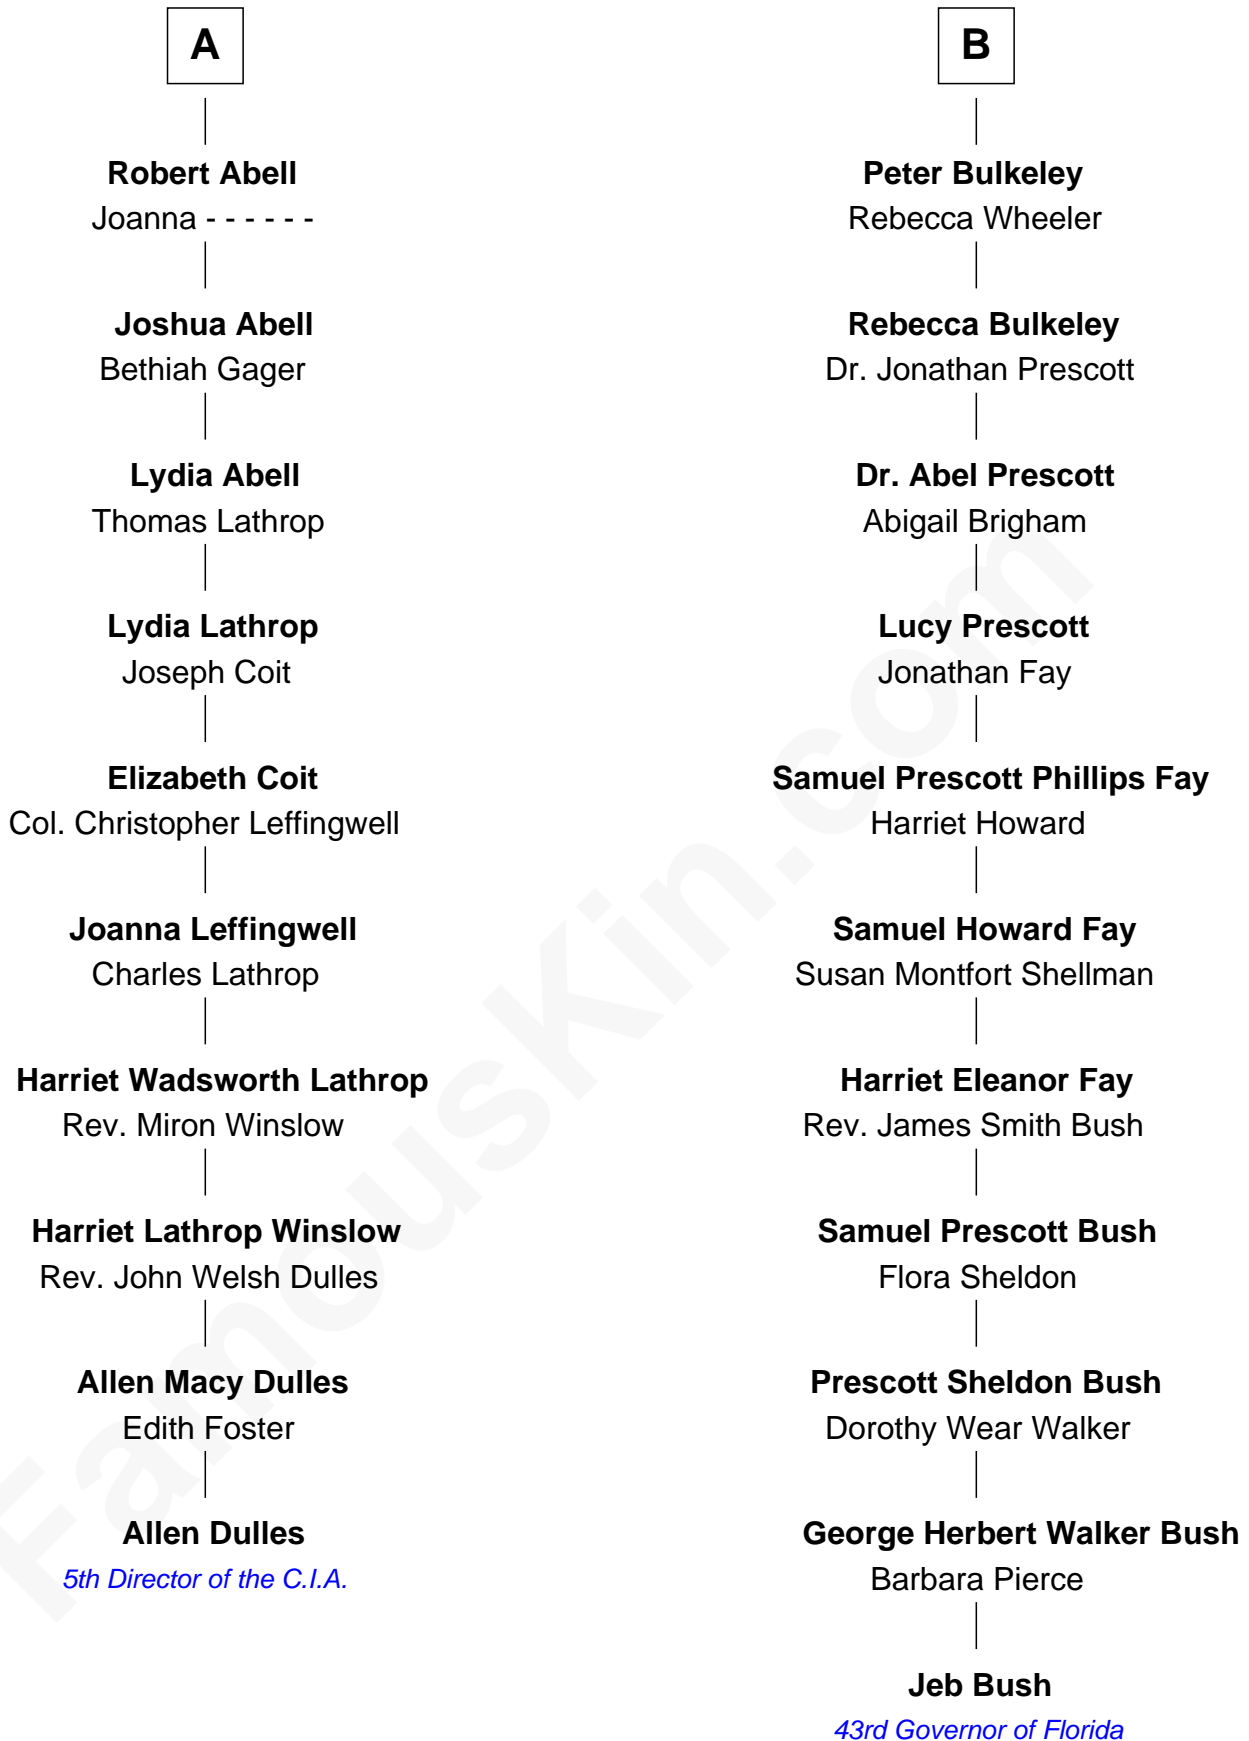 A
Robert Abell
Joanna - - - - - -
Joshua Abell
Bethiah Gager
Lydia Abell
Thomas Lathrop
Lydia Lathrop
Joseph Coit
Elizabeth Coit
Col. Christopher Leffingwell
Joanna Leffingwell
Charles Lathrop
Harriet Wadsworth Lathrop
Rev. Miron Winslow
Harriet Lathrop Winslow
Rev. John Welsh Dulles
Allen Macy Dulles
Edith Foster
Allen Dulles
5th Director of the C.I.A.
B
Peter Bulkeley
Rebecca Wheeler
Rebecca Bulkeley
Dr. Jonathan Prescott
Dr. Abel Prescott
Abigail Brigham
Lucy Prescott
Jonathan Fay
Samuel Prescott Phillips Fay
Harriet Howard
Samuel Howard Fay
Susan Montfort Shellman
Harriet Eleanor Fay
Rev. James Smith Bush
Samuel Prescott Bush
Flora Sheldon
Prescott Sheldon Bush
Dorothy Wear Walker
George Herbert Walker Bush
Barbara Pierce
Jeb Bush
43rd Governor of Florida
FamousKin.com